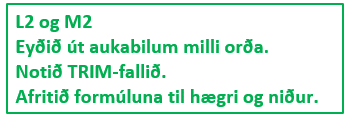 L2 og M2
Eyðið út aukabilum milli orða.
Notið TRIM-fallið.
Afritið formúluna til hægri og niður.